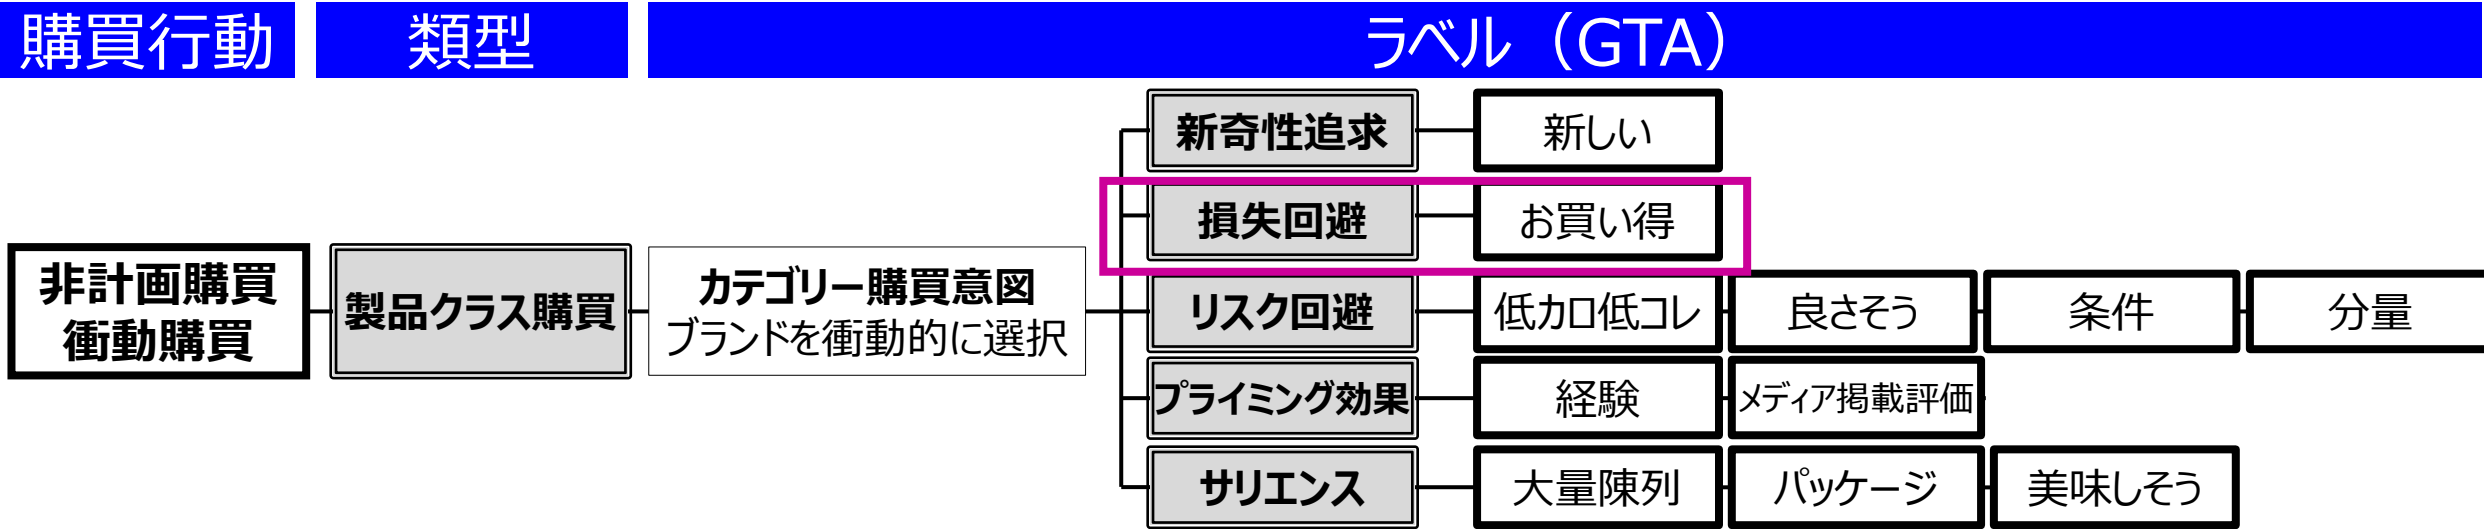 購買行動
類型
ラベル（GTA）
新奇性追求
新しい
損失回避
お買い得
非計画購買
衝動購買
製品クラス購買
カテゴリー購買意図
ブランドを衝動的に選択
リスク回避
低カロ低コレ
良さそう
条件
分量
プライミング効果
経験
メディア掲載評価
サリエンス
大量陳列
パッケージ
美味しそう